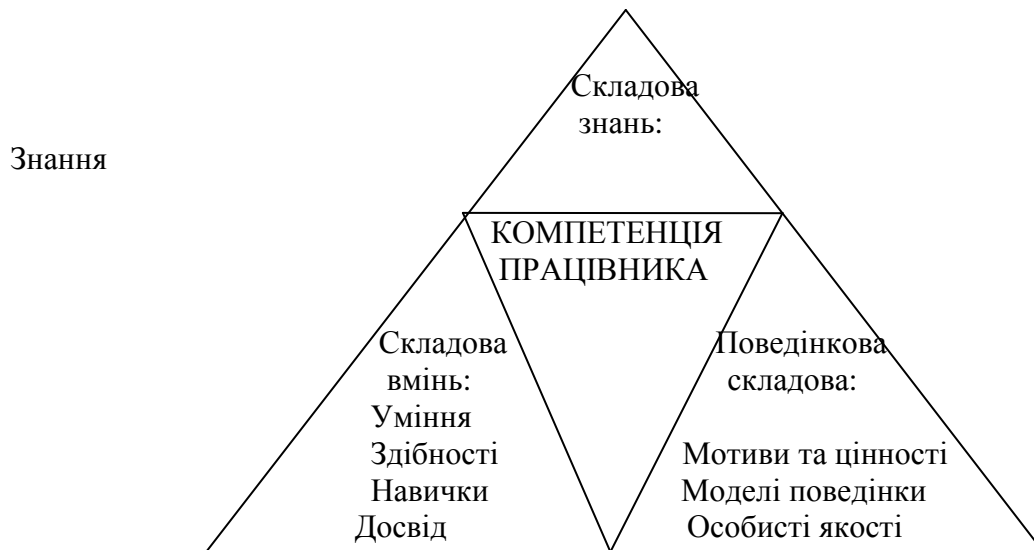 Складова
знань:
Знання
КОМПЕТЕНЦІЯ
ПРАЦІВНИКА
Складова
вмінь:
Уміння
Здібності
Навички
Досвід
Поведінкова
складова:
Мотиви та цінності
Моделі поведінки
Особисті якості